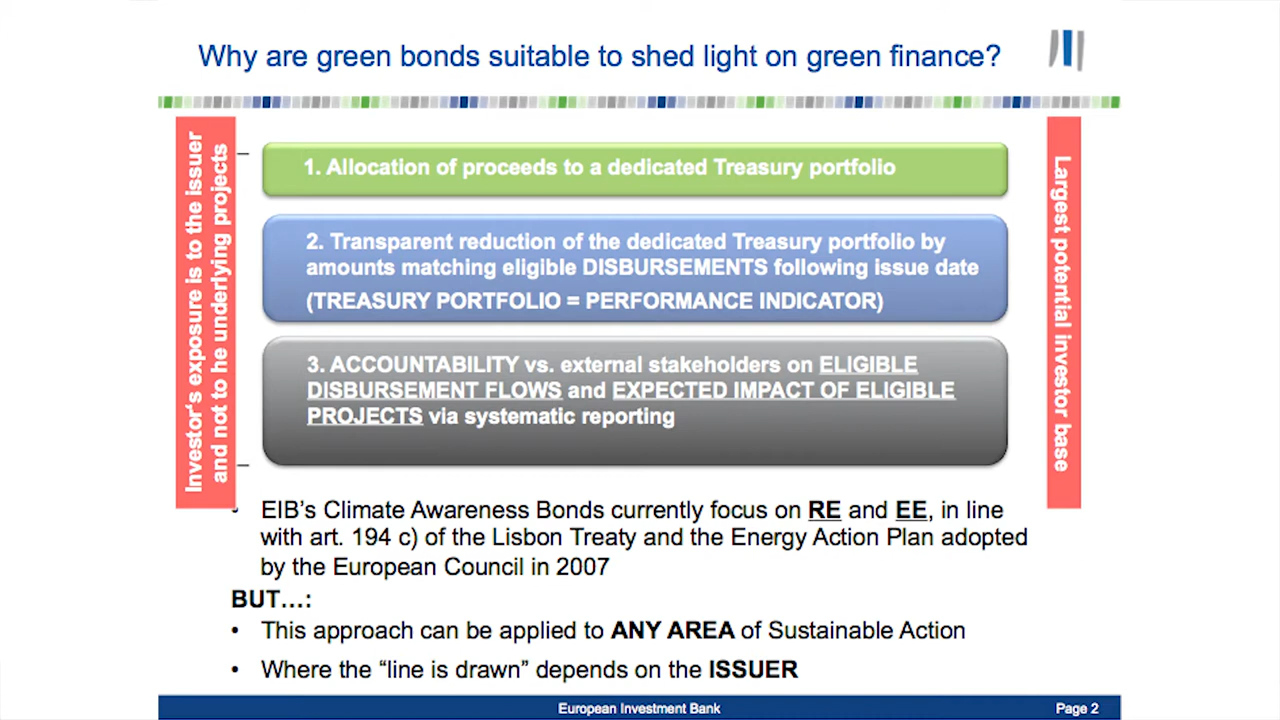 Why are green bonds suitable to shed light on green finance?
Investor's exposure is to the issuer
and not to he underlying projects
1. Allocation of proceeds to a dedicated Treasury portfolio
2. Transparent reduction of the dedicated Treasury portfolio by
amounts matching eligible DISBURSEMENTS following issue date
(TREASURY PORTFOLIO = PERFORMANCE INDICATOR)
3. ACCOUNTABILITY vs. external stakeholders on ELIGIBLE
DISBURSEMENT FLOWS and EXPECTED IMPACT OF ELIGIBLE
PROJECTS via systematic reporting
Largest potential investor base
• EIB's Climate Awareness Bonds currently focus on RE and EE, in line
with art. 194 c) of the Lisbon Treaty and the Energy Action Plan adopted
by the European Council in 2007
BUT…:
• This approach can be applied to ANY AREA of Sustainable Action
• Where the “line is drawn” depends on the ISSUER
European Investment Bank
Page 2